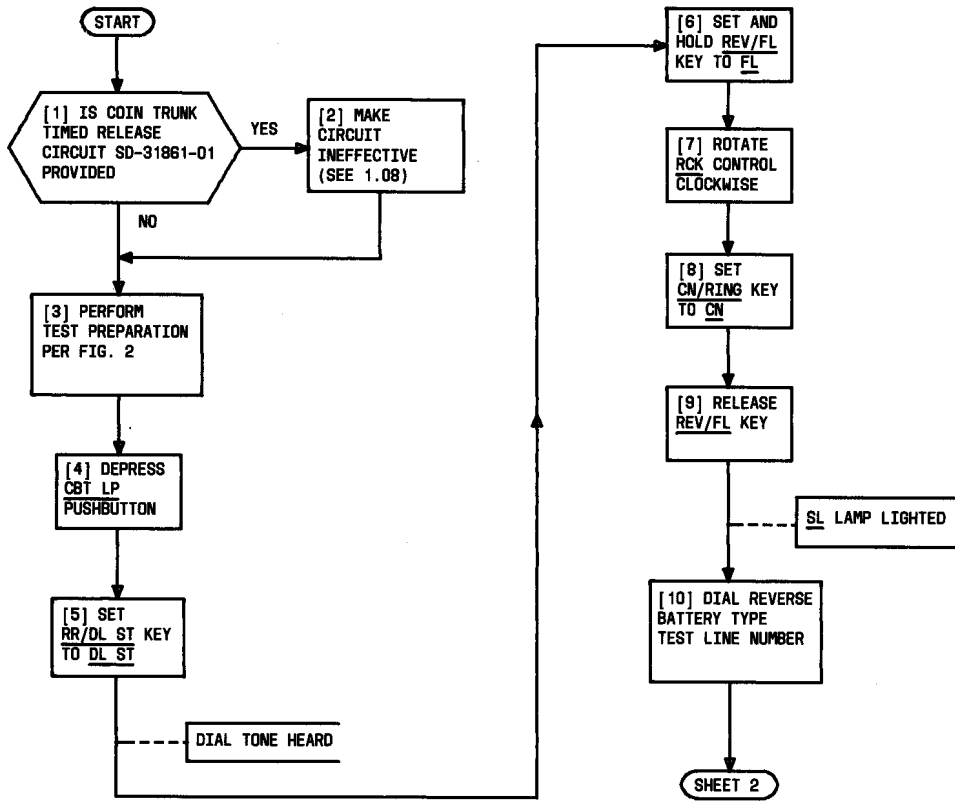 START
[1] IS COIN TRUNK
TIMED RELEASE
CIRCUIT SD-31861-01
PROVIDED
YES
[2] MAKE
CIRCUIT
INEFFECTIVE
(SEE 1.08)
NO
[3] PERFORM
TEST PREPARATION
PER FIG. 2
[4] DEPRESS
CBT LP
PUSHBUTTON
[5] SET
RR/DL ST KEY
TO DL ST
DIAL TONE HEARD
[6] SET AND
HOLD REV/FL
KEY TO FL
[7] ROTATE
RCK CONTROL
CLOCKWISE
[8] SET
CN/RING KEY
TO CN
[9] RELEASE
REV/FL KEY
SL LAMP LIGHTED
[10] DIAL REVERSE
BATTERY TYPE
TEST LINE NUMBER
SHEET 2